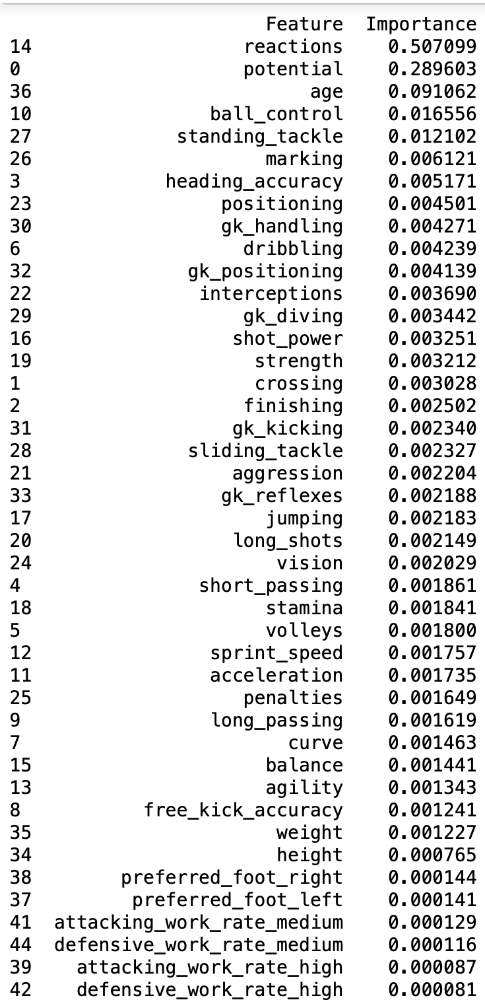 Feature Importance
14 reactions 0.507099
0 potential 0.289603
36 age 0.091062
10 ball_control 0.016556
27 standing_tackle 0.012102
26 marking 0.006121
3 heading_accuracy 0.005171
23 positioning 0.004501
30 gk_handling 0.004271
6 dribbling 0.004239
32 gk_positioning 0.004139
22 interceptions 0.003690
29 gk_diving 0.003442
16 shot_power 0.003251
19 strength 0.003212
1 crossing 0.003028
2 finishing 0.002502
31 gk_kicking 0.002340
28 sliding_tackle 0.002327
21 aggression 0.002204
33 gk_reflexes 0.002188
17 jumping 0.002183
20 long_shots 0.002149
24 vision 0.002029
4 short_passing 0.001861
18 stamina 0.001841
5 volleys 0.001800
12 sprint_speed 0.001757
11 acceleration 0.001735
25 penalties 0.001649
9 long_passing 0.001619
7 curve 0.001463
15 balance 0.001441
13 agility 0.001343
8 free_kick_accuracy 0.001241
35 weight 0.001227
34 height 0.000765
38 preferred_foot_right 0.000144
37 preferred_foot_left 0.000141
41 attacking_work_rate_medium 0.000129
44 defensive_work_rate_medium 0.000116
39 attacking_work_rate_high 0.000087
42 defensive_work_rate_high 0.000081